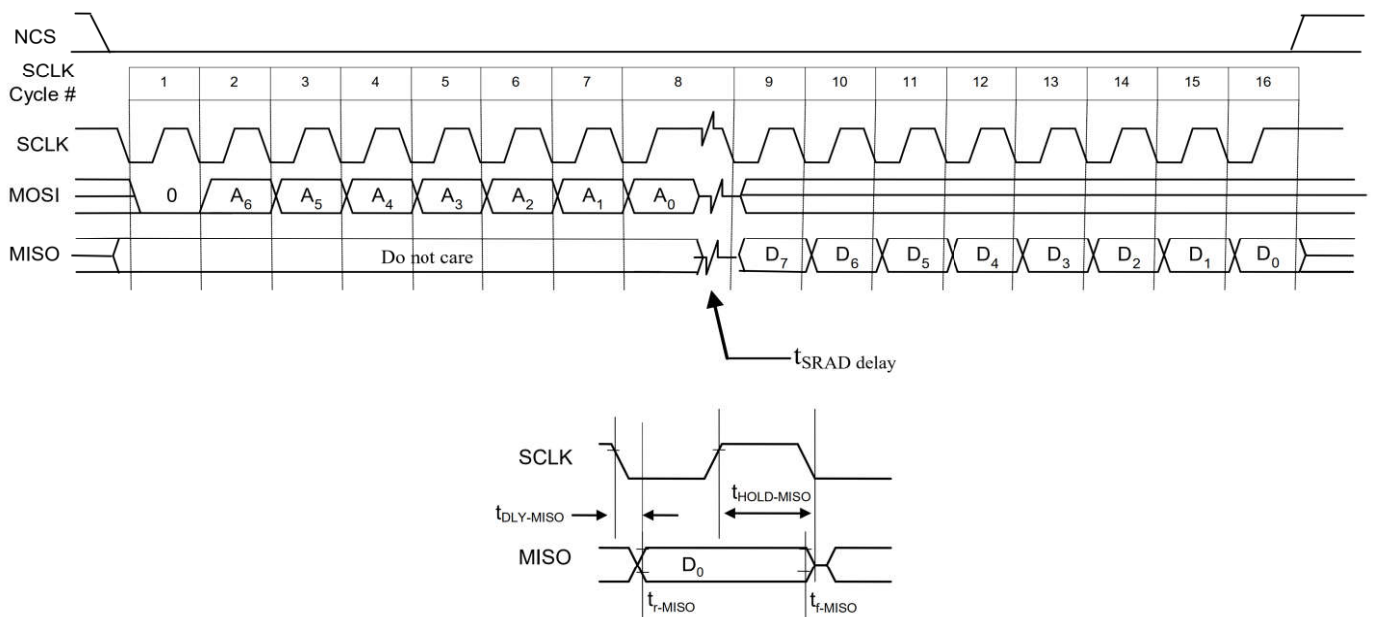 NCS
SCLK
Cycle #
1 2 3 4 5 6 7 8 9 10 11 12 13 14 15 16
SCLK
MOSI 0 A6 A5 A4 A3 A2 A1 A0
MISO Do not care D7 D6 D5 D4 D3 D2 D1 D0
tSRAD delay
SCLK
tHOLD-MISO
tDLY-MISO
MISO D0
tr-MISO tf-MISO